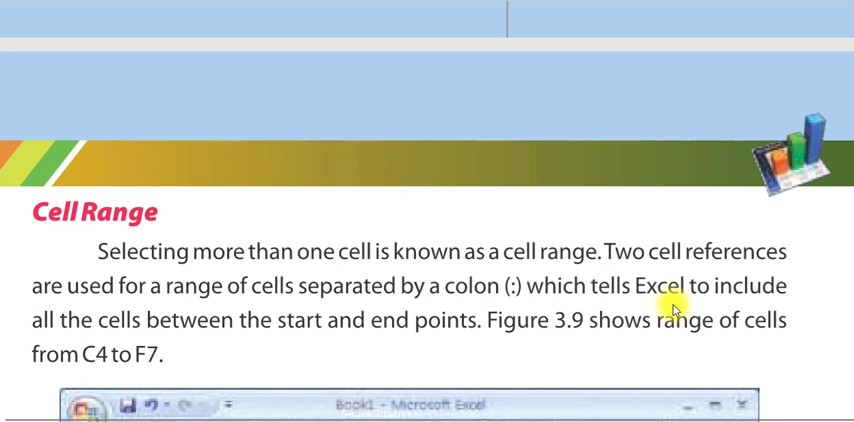 Cell Range
Selecting more than one cell is known as a cell range. Two cell references
are used for a range of cells separated by a colon (:) which tells Excel to include
all the cells between the start and end points. Figure 3.9 shows range of cells
from C4 to F7.
Book1 - Microsoft Excel